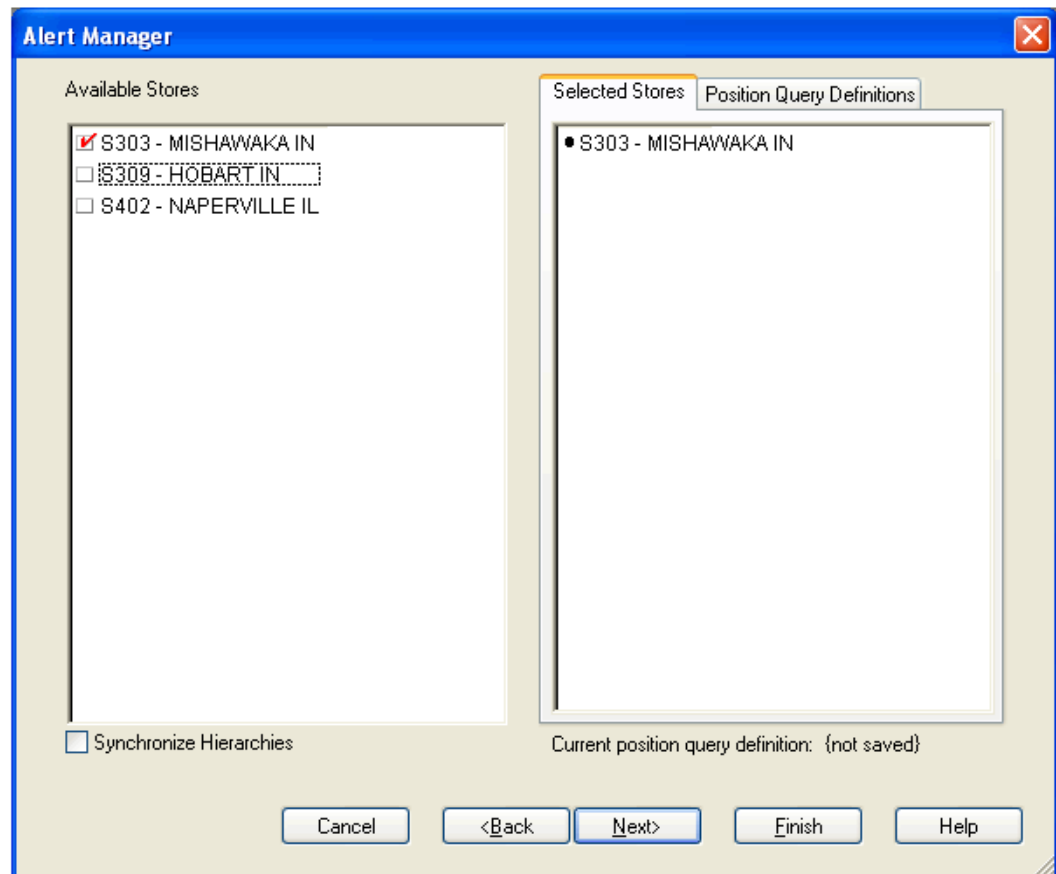 Alert Manager
Available Stores
S303 - MISHAWAKA IN
S309 - HOBART IN
S402 - NAPERVILLE IL
Synchronize Hierarchies
Selected Stores
Position Query Definitions
S303 - MISHAWAKA IN
Current position query definition: {not saved}
Cancel
<Back
Next>
Finish
Help